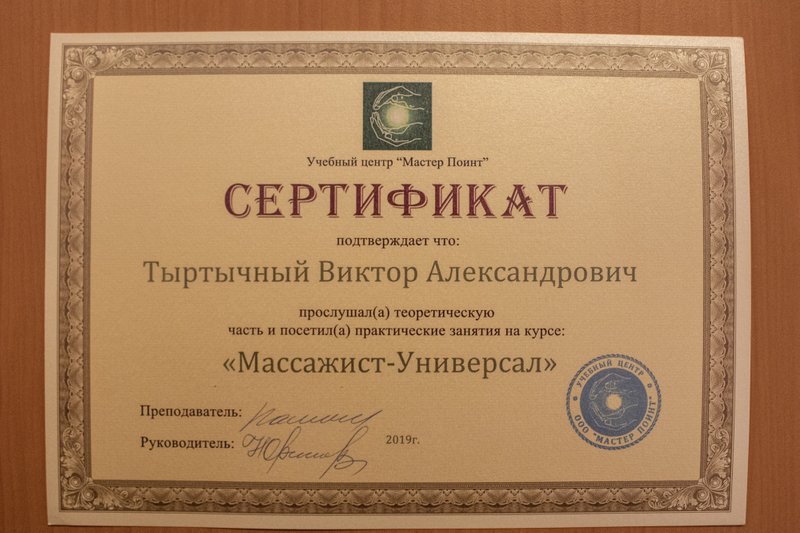 Учебный центр "Мастер Поинт"
СЕРТИФИКАТ
подтверждает что:
Тыртычный Виктор Александрович
прослушал(а) теоретическую
часть и посетил(а) практические занятия на курсе:
«Массажист-Универсал»
Преподаватель:
Руководитель:
2019г.
УЧЕБНЫЙ ЦЕНТР
ООО "МАСТЕР ПОИНТ"